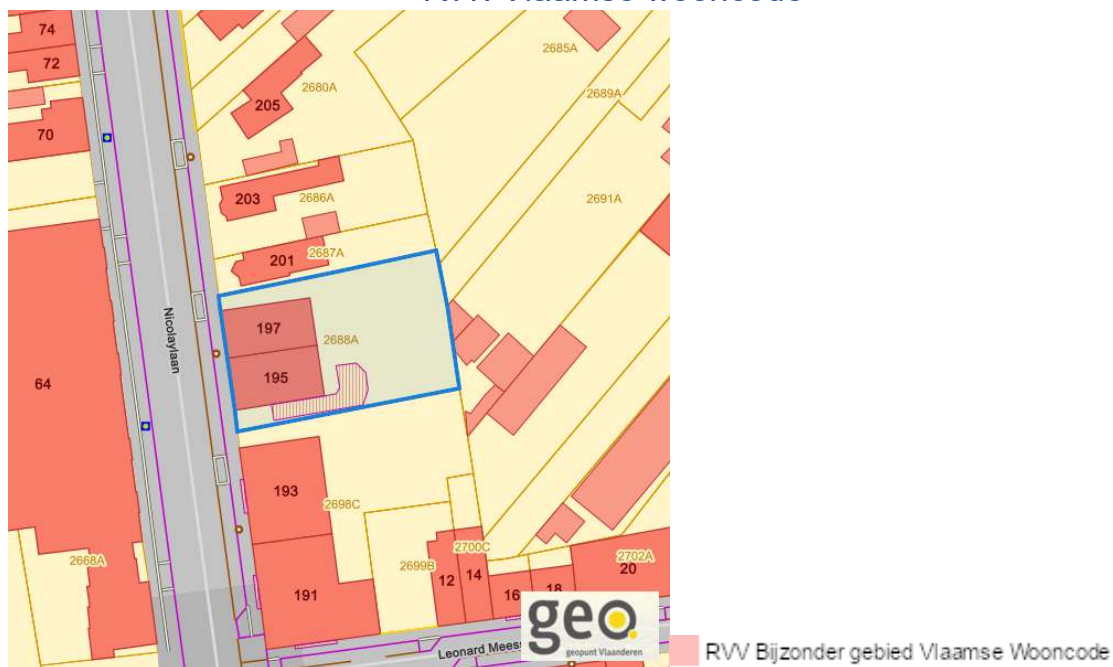 74
72
70
205
2680A
2685A
2689A
203
2686A
2691A
201
2687A
Nicolaylaan
197
2688A
195
64
193
2698C
2668A
191
2699B
2700C
12
14
16
18
2702A
20
Leonard Mees
geo
geopunt Vlaanderen
RVV Bijzonder gebied Vlaamse Wooncode